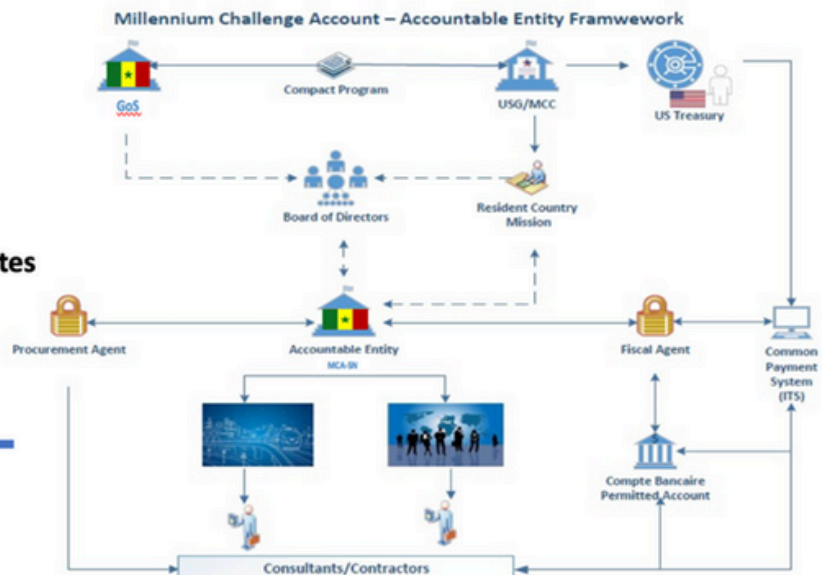 Millennium Challenge Account – Accountable Entity Framwework
GoS
Compact Program
USG/MCC
US Treasury
Board of Directors
Resident Country
Mission
tes
Procurement Agent
Accountable Entity
MCA-SN
Fiscal Agent
Common
Payment
System
(ITS)
Compte Bancaire
Permitted Account
Consultants/Contractors